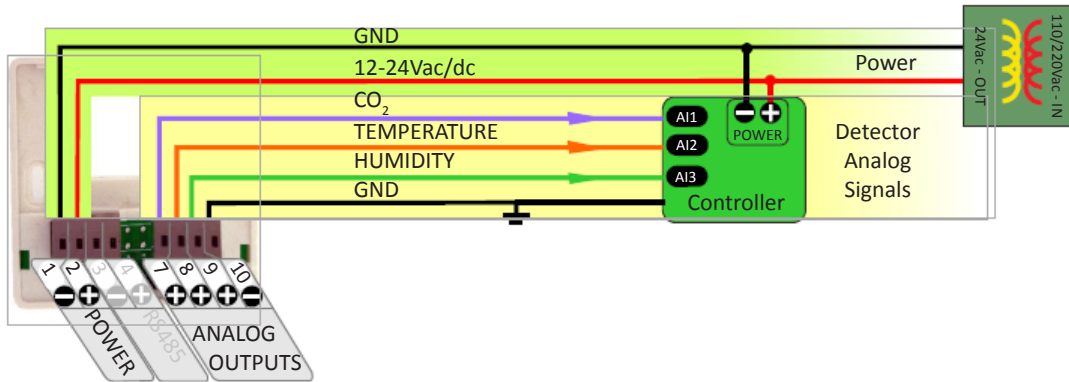 GND
12-24Vac/dc
Power
24Vac - OUT
110/220Vac - IN
CO₂
TEMPERATURE
HUMIDITY
GND
AI1
AI2
AI3
POWER
Controller
Detector
Analog
Signals
1
2
3
4
7
8
9
10
POWER
RS485
ANALOG
OUTPUTS